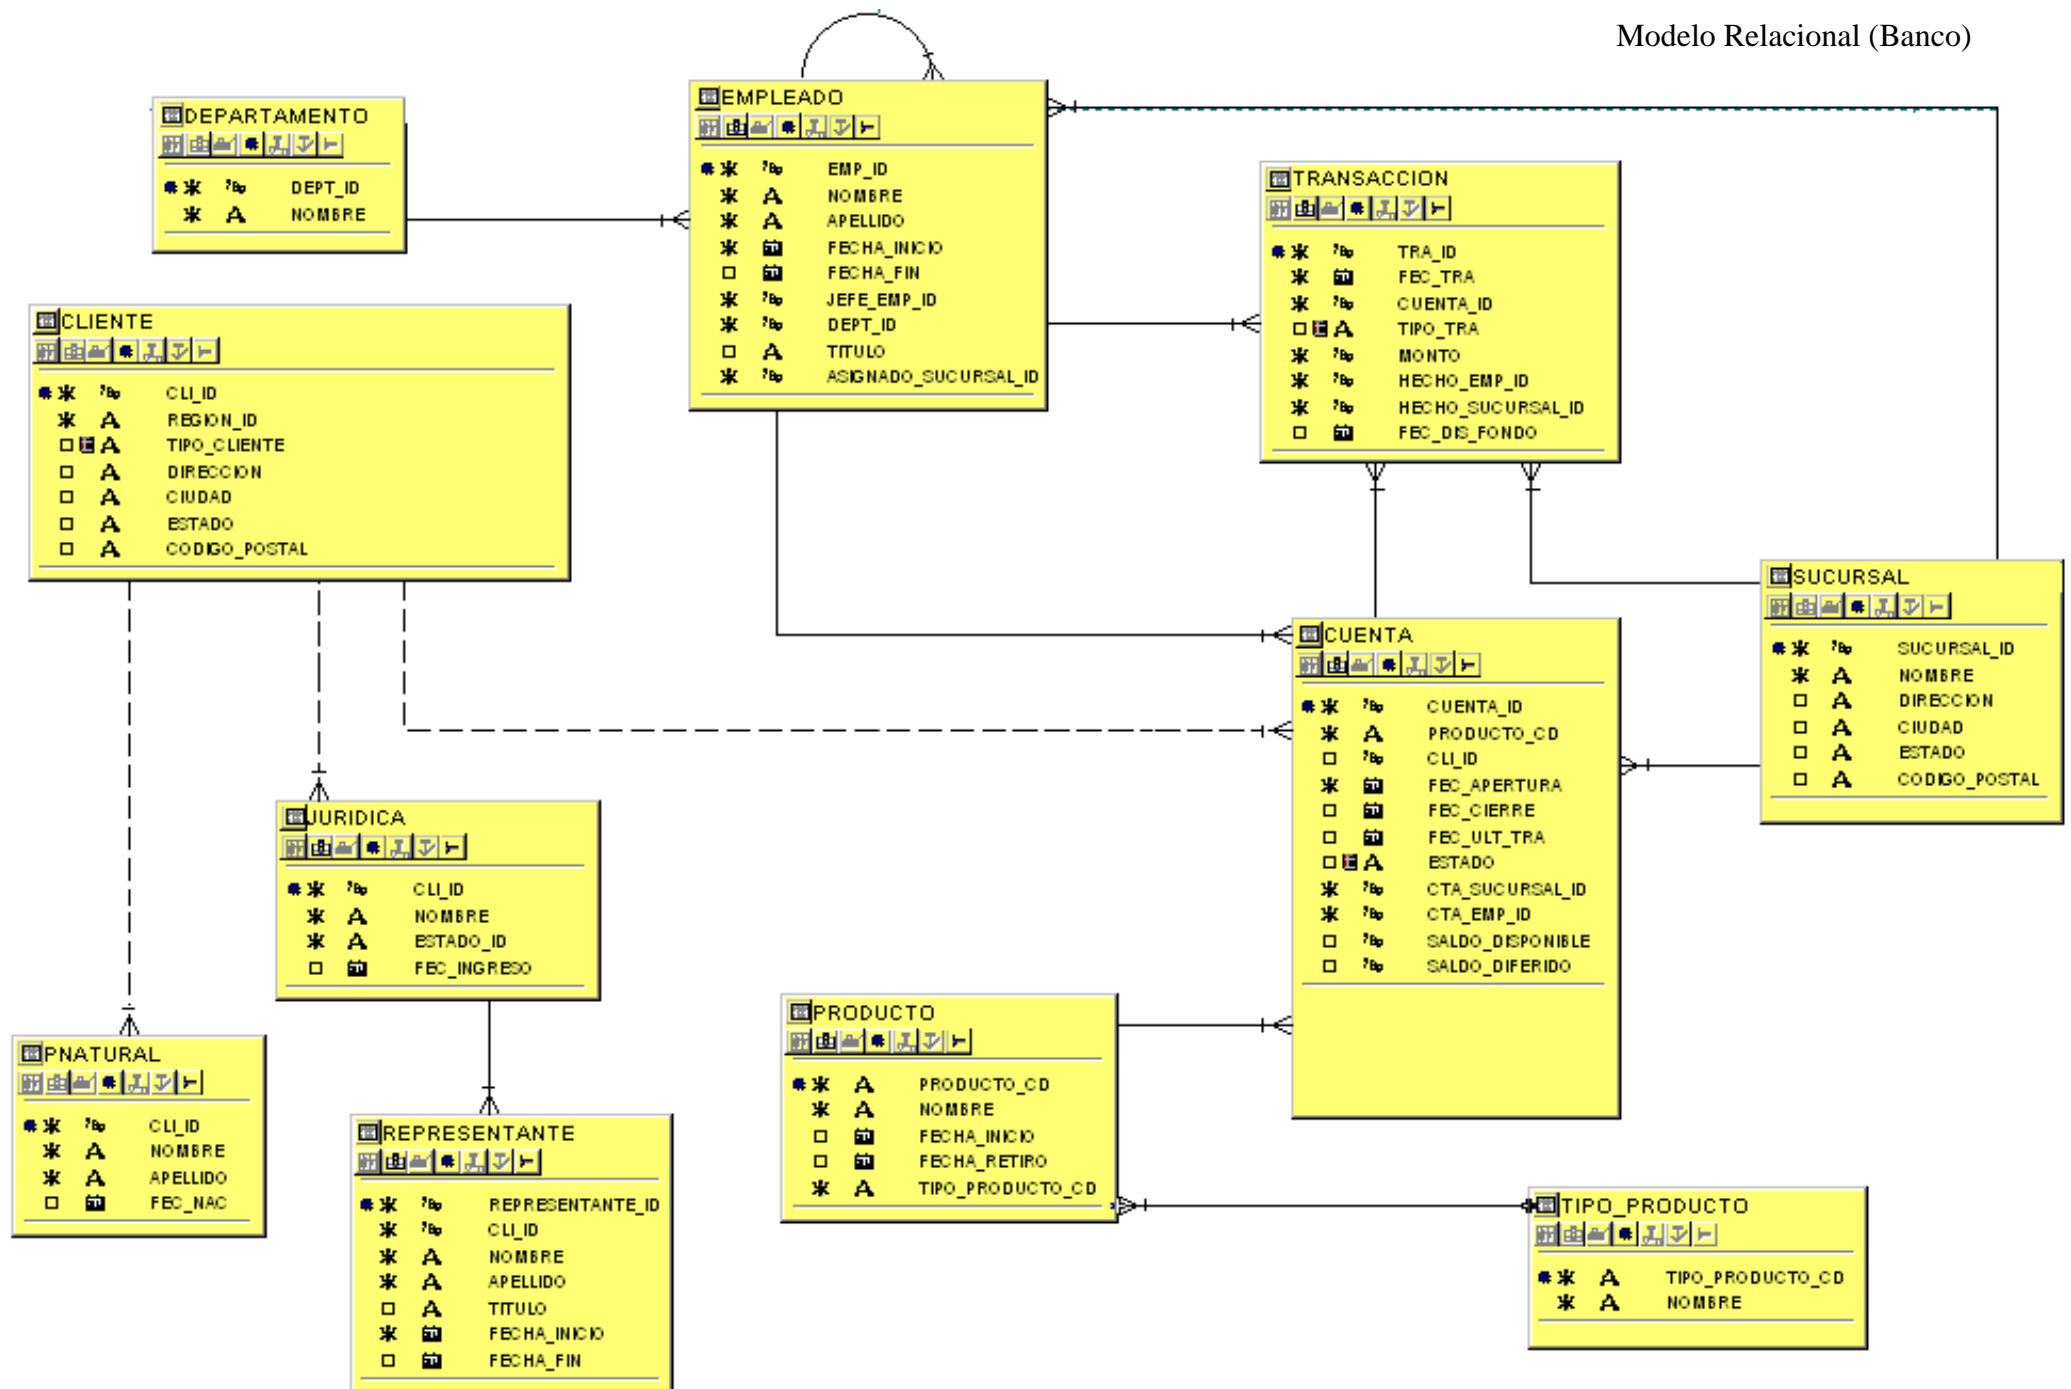 Modelo Relacional (Banco)
DEPARTAMENTO
DEPT_ID
NOMBRE
EMPLEADO
EMP_ID
NOMBRE
APELLIDO
FECHA_INICIO
FECHA_FIN
JEFE_EMP_ID
DEPT_ID
TITULO
ASIGNADO_SUCURSAL_ID
TRANSACCION
TRA_ID
FEC_TRA
CUENTA_ID
TIPO_TRA
MONTO
HECHO_EMP_ID
HECHO_SUCURSAL_ID
FEC_DIS_FONDO
CLIENTE
CLI_ID
REGION_ID
TIPO_CLIENTE
DIRECCION
CIUDAD
ESTADO
CODIGO_POSTAL
SUCURSAL
SUCURSAL_ID
NOMBRE
DIRECCION
CIUDAD
ESTADO
CODIGO_POSTAL
CUENTA
CUENTA_ID
PRODUCTO_CD
CLI_ID
FEC_APERTURA
FEC_CIERRE
FEC_ULT_TRA
ESTADO
CTA_SUCURSAL_ID
CTA_EMP_ID
SALDO_DISPONIBLE
SALDO_DIFERIDO
JURIDICA
CLI_ID
NOMBRE
ESTADO_ID
FEC_INGRESO
PNATURAL
CLI_ID
NOMBRE
APELLIDO
FEC_NAC
REPRESENTANTE
REPRESENTANTE_ID
CLI_ID
NOMBRE
APELLIDO
TITULO
FECHA_INICIO
FECHA_FIN
PRODUCTO
PRODUCTO_CD
NOMBRE
FECHA_INICIO
FECHA_RETIRO
TIPO_PRODUCTO_CD
TIPO_PRODUCTO
TIPO_PRODUCTO_CD
NOMBRE